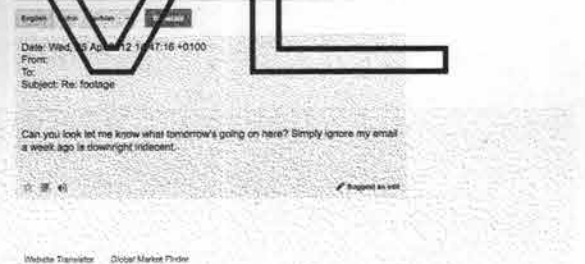 English
Date: Wed, +0100
From:
To:
Subject: Re: footage
Can you look let me know what tomorrow's going on here? Simply ignore my email
a week ago is downright indecent.
Suggest an edit
Website Translator Global Market Finder